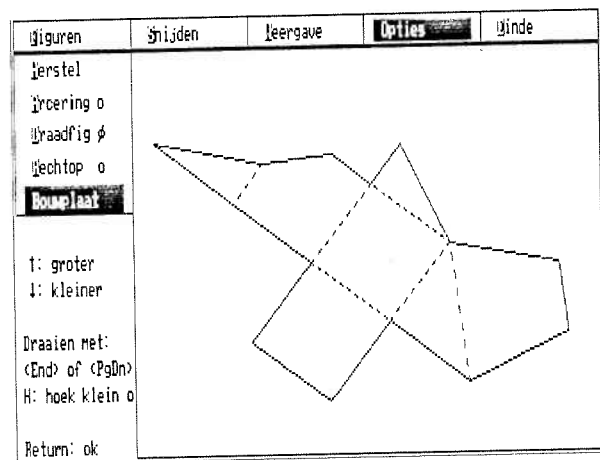 Figuren Snijden Weergave Opties Einde
Herstel
Arcering o
Draadfig ø
Rechtop o
Bouwplaat
↑: groter
↓: kleiner
Draaien met:
<End> of <PgDn>
H: hoek klein o
Return: ok